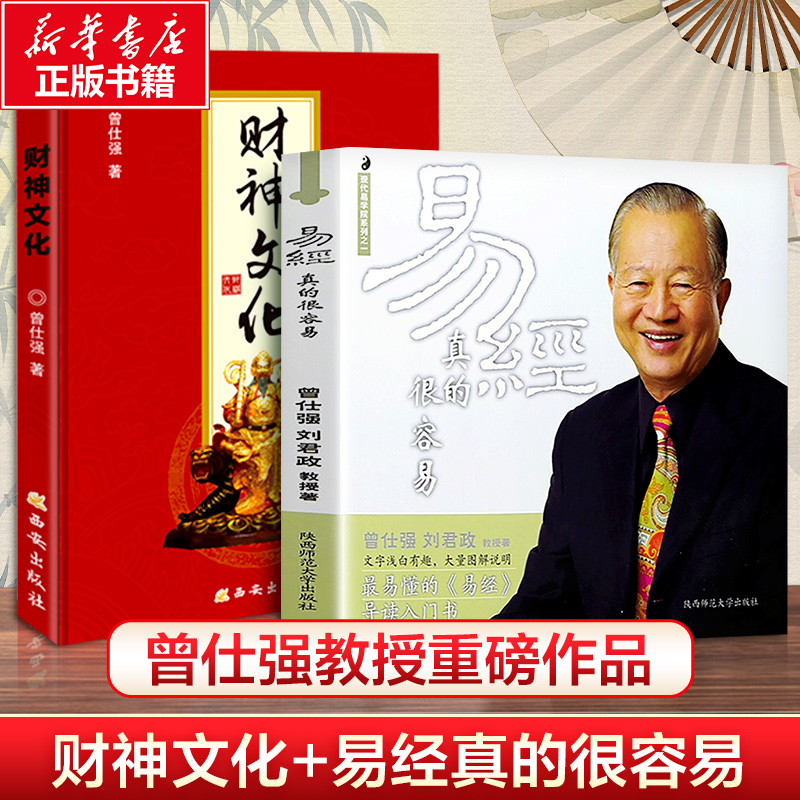 新华书店
正版书籍
曾仕强 著
财神文化
财神文化
曾仕强 著
西安出版社
西安出
现代易学院系列之一
易經
真的很容易
曾仕强 刘君政 教授著
陕西师范大学出版社
易經
真的很容易
曾仕强 刘君政 教授著
文字浅白有趣，大量图解说明
最易懂的《易经》
导读入门书
陕西师范大学出版社
曾仕强教授重磅作品
财神文化+易经真的很容易